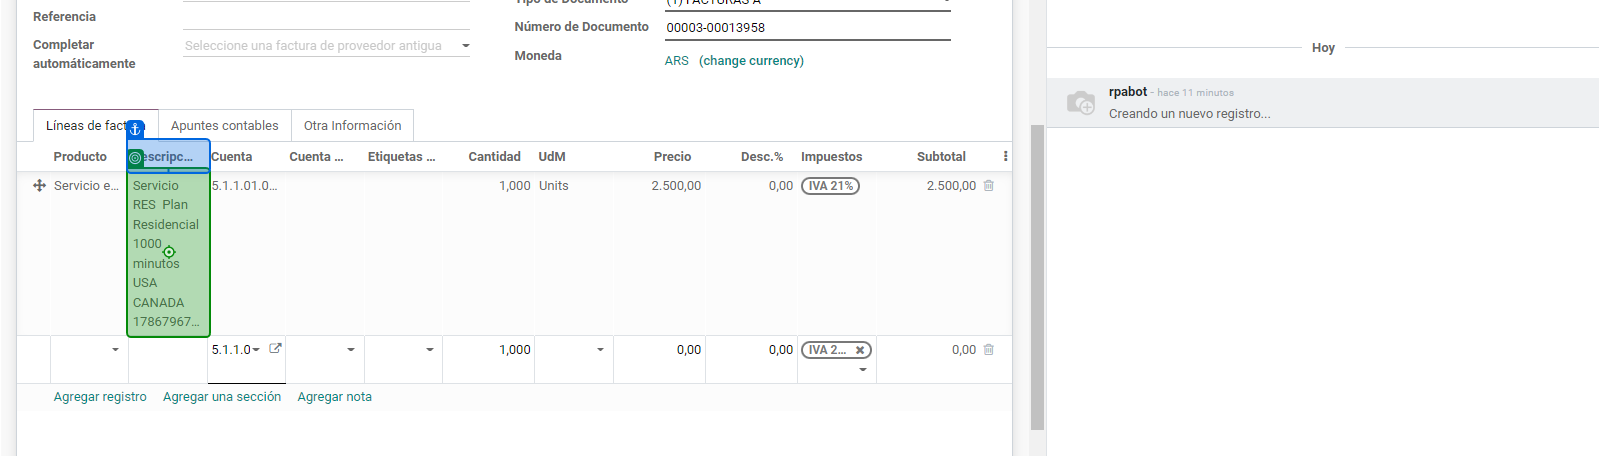 Tipo de Documento (1) FACTURAS A
Referencia
Número de Documento 00003-00013958
Completar automáticamente Seleccione una factura de proveedor antigua
Moneda ARS (change currency)
Hoy
rpabot - hace 11 minutos
Creando un nuevo registro...
Líneas de Apuntes contables Otra Información
Producto Cuenta Cuenta ... Etiquetas ... Cantidad UdM Precio Desc.% Impuestos Subtotal
Servicio e... Servicio 5.1.1.01.0... 1,000 Units 2.500,00 0,00 IVA 21% 2.500,00
RES Plan
Residencial
1000
minutos
USA
CANADA
17867967...
5.1.1.0 1,000 0,00 0,00 IVA 2... 0,00
Agregar registro Agregar una sección Agregar nota